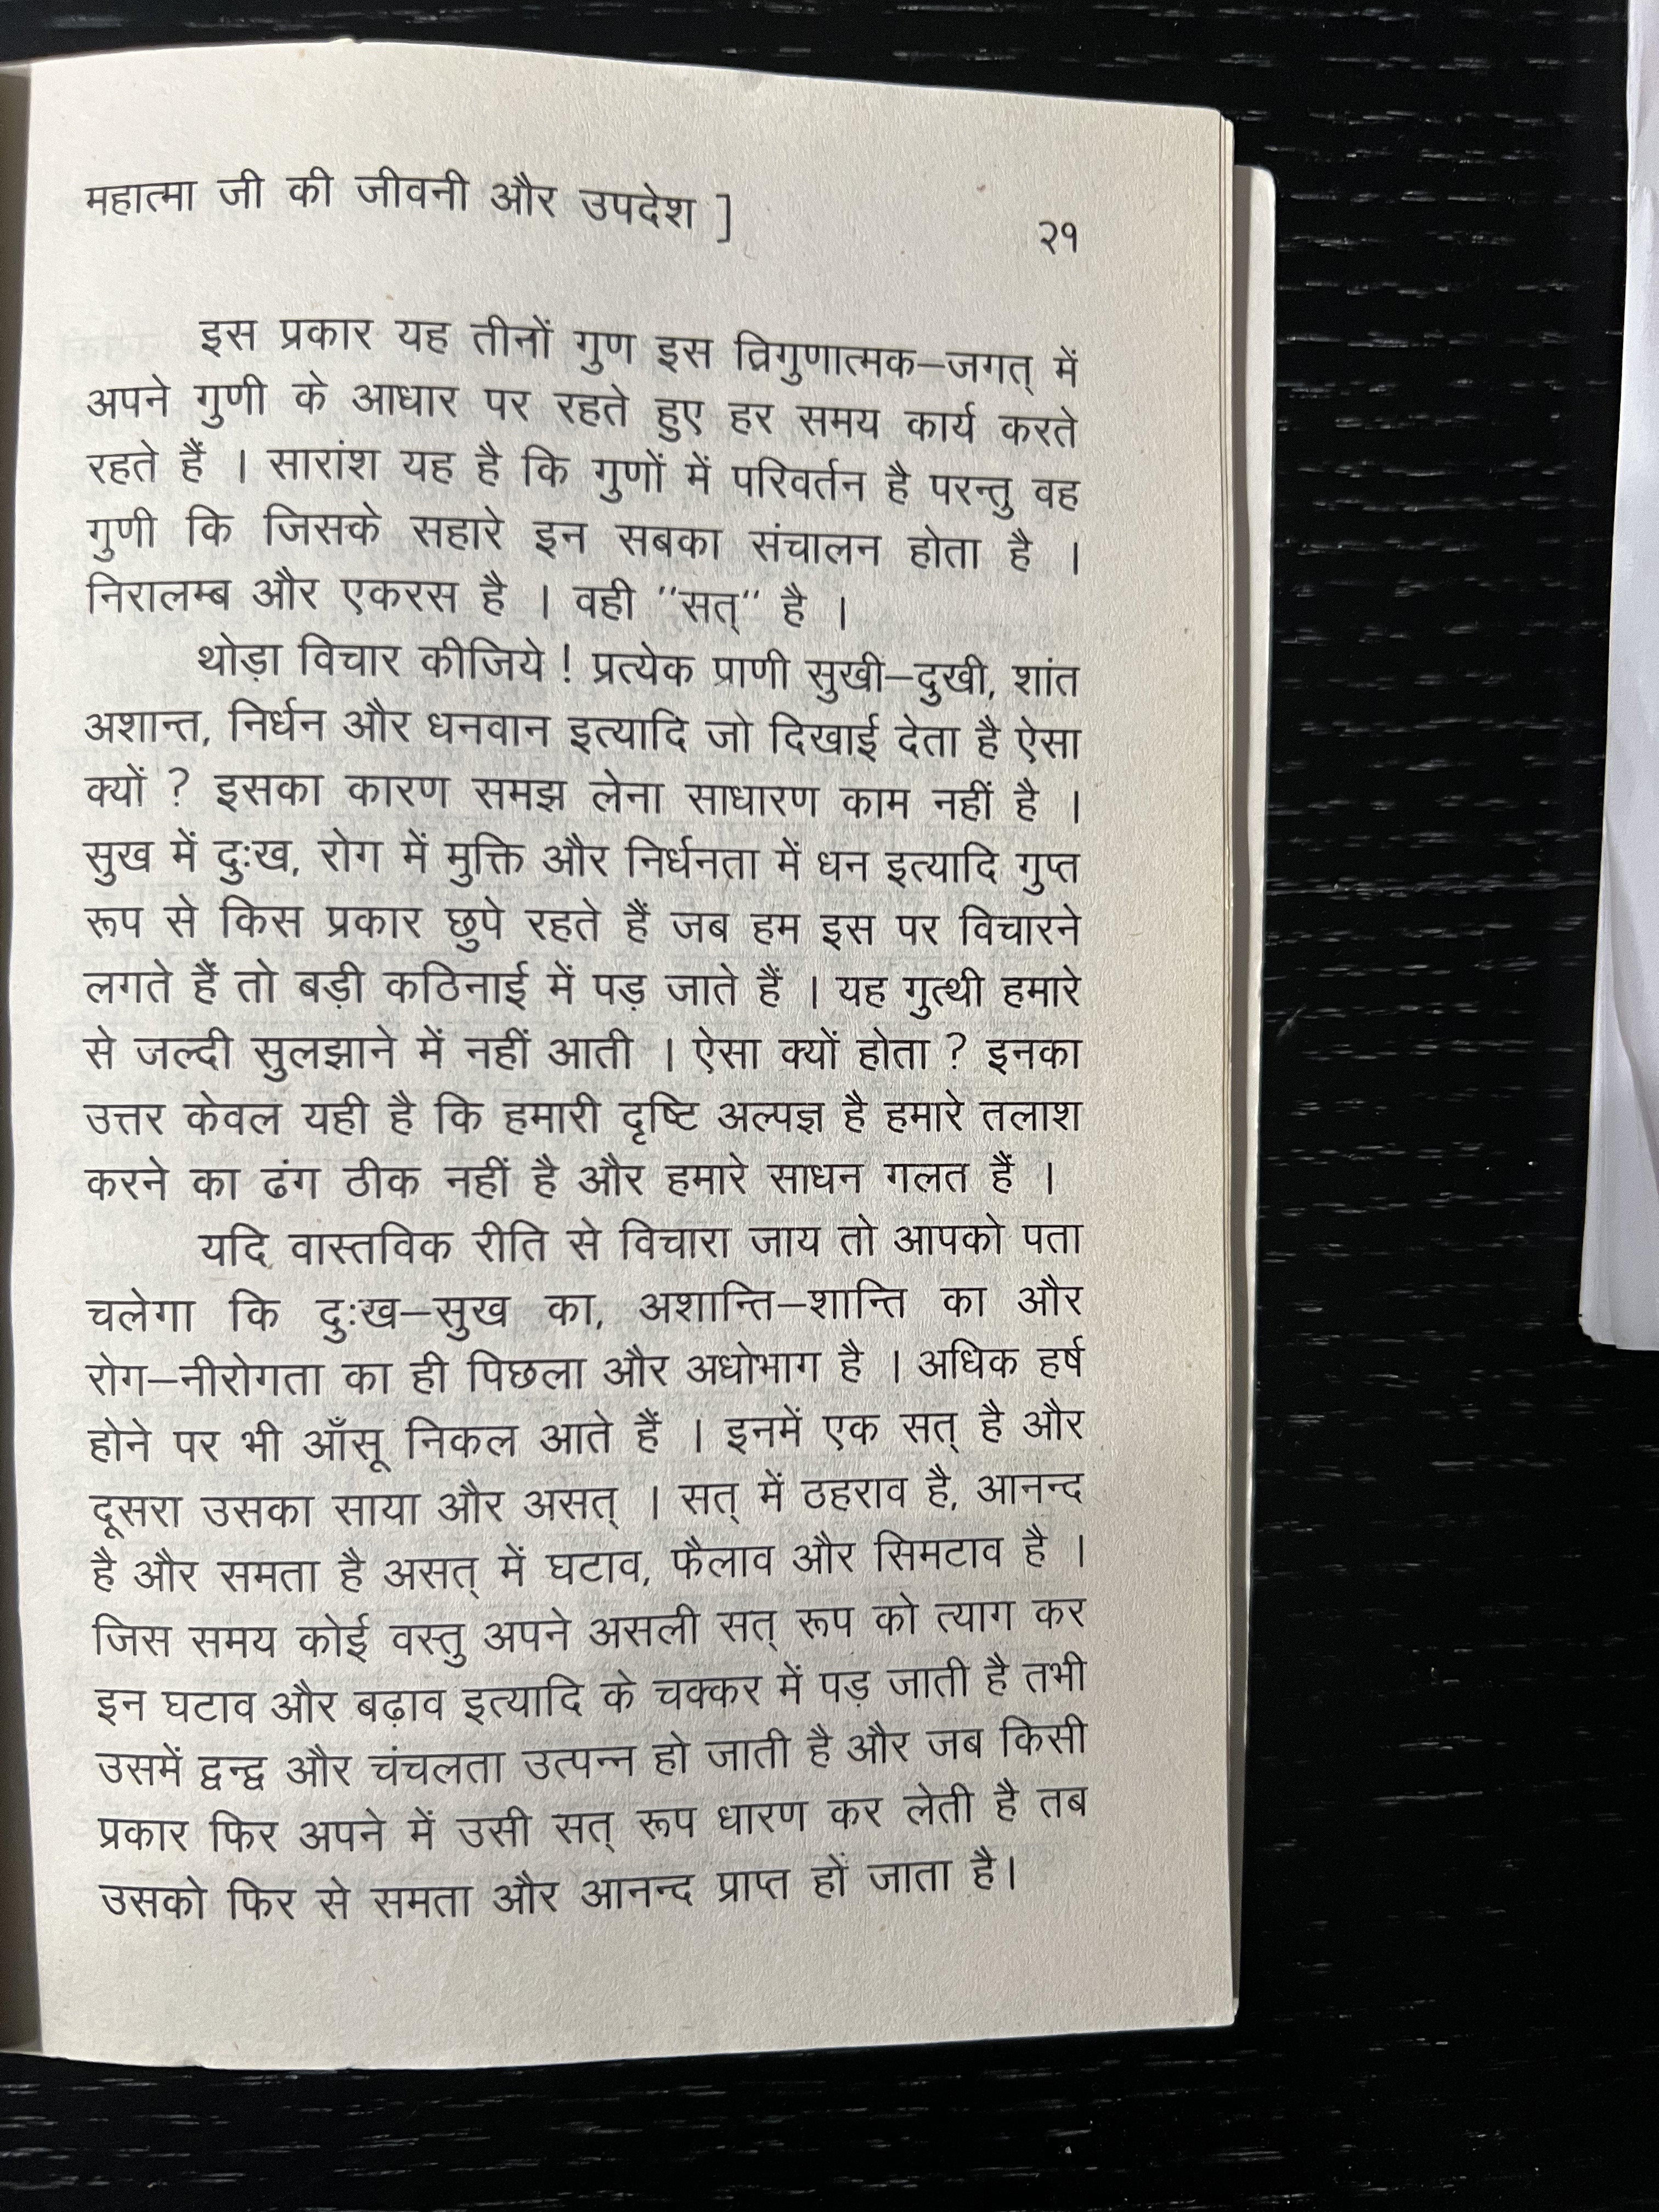 महात्मा जी की जीवनी और उपदेश ]
२१
इस प्रकार यह तीनों गुण इस त्रिगुणात्मक–जगत् में
अपने गुणी के आधार पर रहते हुए हर समय कार्य करते
रहते हैं । सारांश यह है कि गुणों में परिवर्तन है परन्तु वह
गुणी कि जिसके सहारे इन सबका संचालन होता है ।
निरालम्ब और एकरस है । वही "सत्" है ।
थोड़ा विचार कीजिये ! प्रत्येक प्राणी सुखी–दुखी, शांत
अशान्त, निर्धन और धनवान इत्यादि जो दिखाई देता है ऐसा
क्यों ? इसका कारण समझ लेना साधारण काम नहीं है ।
सुख में दुःख, रोग में मुक्ति और निर्धनता में धन इत्यादि गुप्त
रूप से किस प्रकार छुपे रहते हैं जब हम इस पर विचारने
लगते हैं तो बड़ी कठिनाई में पड़ जाते हैं । यह गुत्थी हमारे
से जल्दी सुलझाने में नहीं आती । ऐसा क्यों होता ? इनका
उत्तर केवल यही है कि हमारी दृष्टि अल्पज्ञ है हमारे तलाश
करने का ढंग ठीक नहीं है और हमारे साधन गलत हैं ।
यदि वास्तविक रीति से विचारा जाय तो आपको पता
चलेगा कि दुःख–सुख का, अशान्ति–शान्ति का और
रोग–नीरोगता का ही पिछला और अधोभाग है । अधिक हर्ष
होने पर भी आँसू निकल आते हैं । इनमें एक सत् है और
दूसरा उसका साया और असत् । सत् में ठहराव है, आनन्द
है और समता है असत् में घटाव, फैलाव और सिमटाव है ।
जिस समय कोई वस्तु अपने असली सत् रूप को त्याग कर
इन घटाव और बढ़ाव इत्यादि के चक्कर में पड़ जाती है तभी
उसमें द्वन्द्व और चंचलता उत्पन्न हो जाती है और जब किसी
प्रकार फिर अपने में उसी सत् रूप धारण कर लेती है तब
उसको फिर से समता और आनन्द प्राप्त हों जाता है।